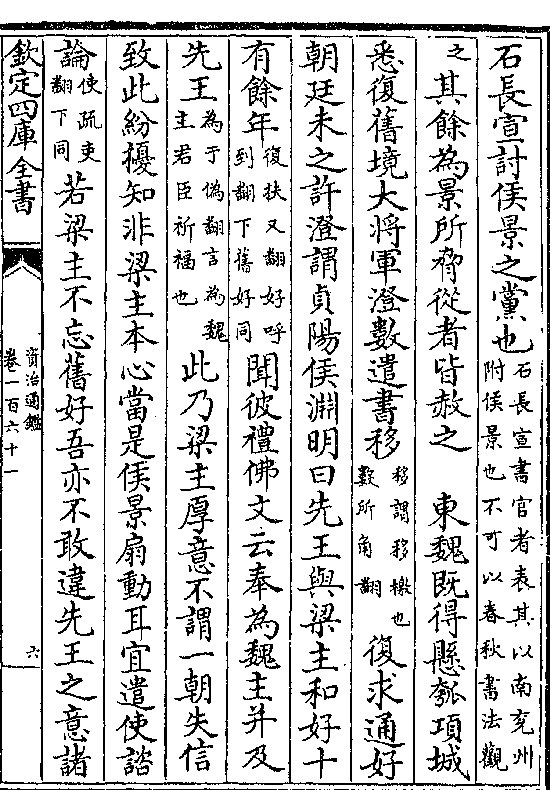 石長宣討侯景之黨也石長宣書官者表其以南兖州附侯景也不可以春秋書法觀
之其餘為景所脅從者皆赦之　東魏既得懸瓠項城
悉復舊境大將軍澄數遣書移移謂移檄也數所角翻復求通好
朝廷未之許澄謂貞陽侯淵明曰先王與梁主和好十
有餘年復扶又翻好呼到翻下舊好同聞彼禮佛文云奉為魏主并及
先王為于偽翻言為魏主君臣祈福也此乃梁主厚意不謂一朝失信
致此紛擾知非梁主本心當是侯景扇動耳宜遣使諮
論使疏吏翻下同若梁主不忘舊好吾亦不敢違先王之意諸
欽定四庫全書
資治通鑑
卷一百六十一
六